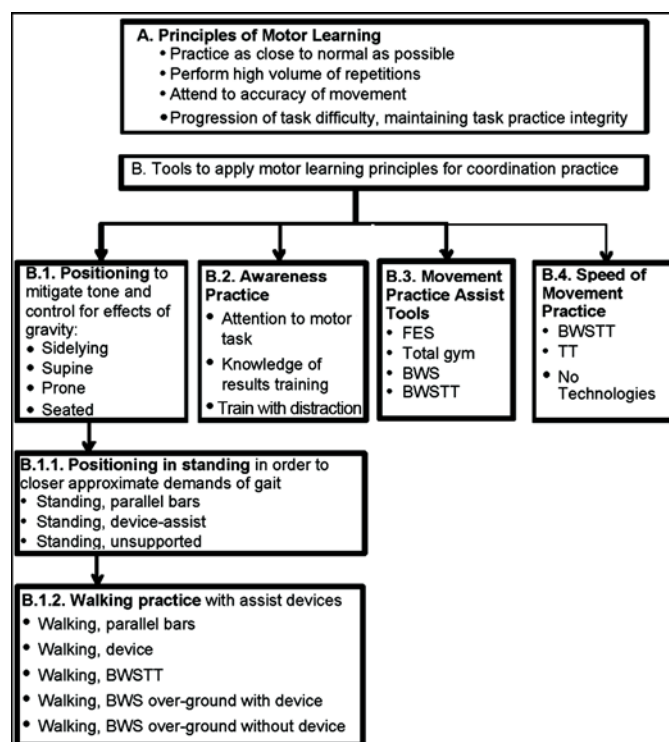 A. Principles of Motor Learning
• Practice as close to normal as possible
• Perform high volume of repetitions
• Attend to accuracy of movement
• Progression of task difficulty, maintaining task practice integrity
B. Tools to apply motor learning principles for coordination practice
B.1. Positioning to
mitigate tone and
control for effects of
gravity:
• Sidelying
• Supine
• Prone
• Seated
B.2. Awareness
Practice
• Attention to motor
task
• Knowledge of
results training
• Train with distraction
B.3. Movement
Practice Assist
Tools
• FES
• Total gym
• BWS
• BWSTT
B.4. Speed of
Movement
Practice
• BWSTT
• TT
• No
Technologies
B.1.1. Positioning in standing in order to
closer approximate demands of gait
• Standing, parallel bars
• Standing, device-assist
• Standing, unsupported
B.1.2. Walking practice with assist devices
• Walking, parallel bars
• Walking, device
• Walking, BWSTT
• Walking, BWS over-ground with device
• Walking, BWS over-ground without device